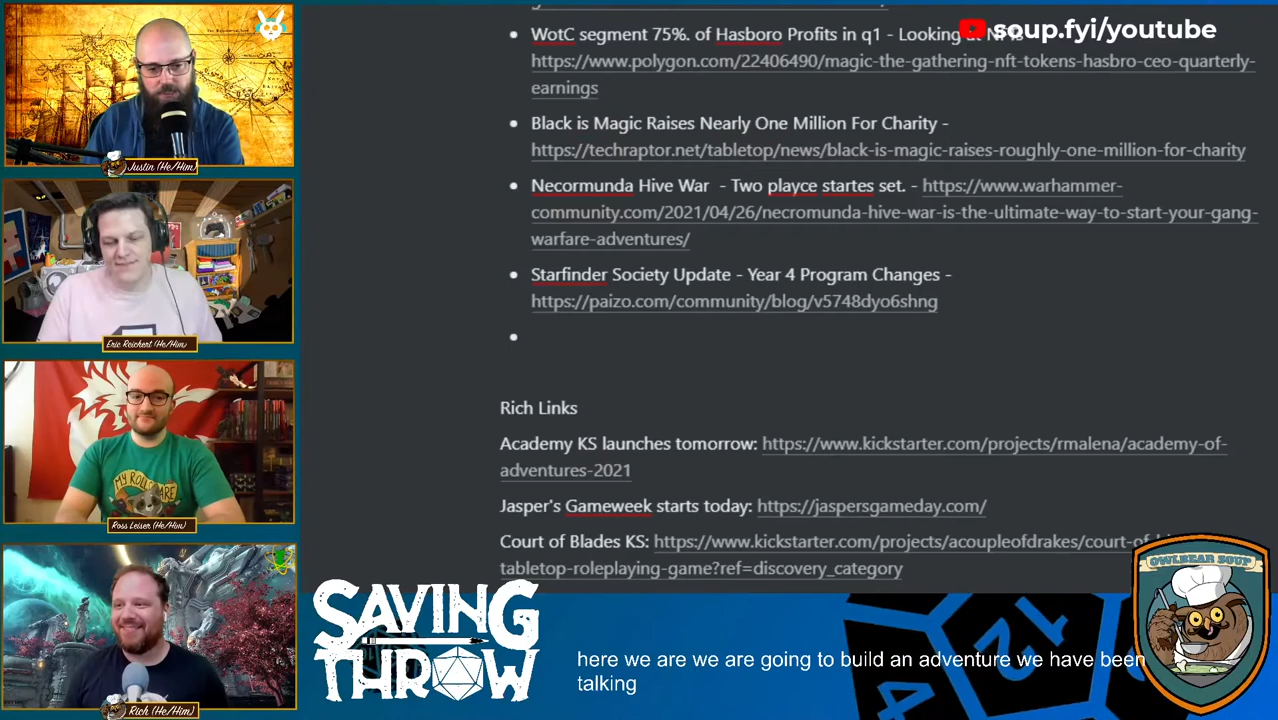 soup.fyi/youtube
WotC segment 75%. of Hasboro Profits in q1 - Looking at NFTs
https://www.polygon.com/22406490/magic-the-gathering-nft-tokens-hasbro-ceo-quarterly-
earnings
Black is Magic Raises Nearly One Million For Charity -
https://techraptor.net/tabletop/news/black-is-magic-raises-roughly-one-million-for-charity
Necormunda Hive War - Two playce startes set. - https://www.warhammer-
community.com/2021/04/26/necromunda-hive-war-is-the-ultimate-way-to-start-your-gang-
warfare-adventures/
Starfinder Society Update - Year 4 Program Changes -
https://paizo.com/community/blog/v5748dyo6shng
Rich Links
Academy KS launches tomorrow: https://www.kickstarter.com/projects/rmalena/academy-of-
adventures-2021
Jasper's Gameweek starts today: https://jaspersgameday.com/
Court of Blades KS: https://www.kickstarter.com/projects/acoupleofdrakes/court-of-
tabletop-roleplaying-game?ref=discovery_category
Justin (He/Him)
Eric Reichert (He/Him)
MY ROLLS ARE
Ross Leiser (He/Him)
Rich (He/Him)
SAVING
THROW
here we are we are going to build an adventure we have been
talking
OWLBEAR SOUP
12
4